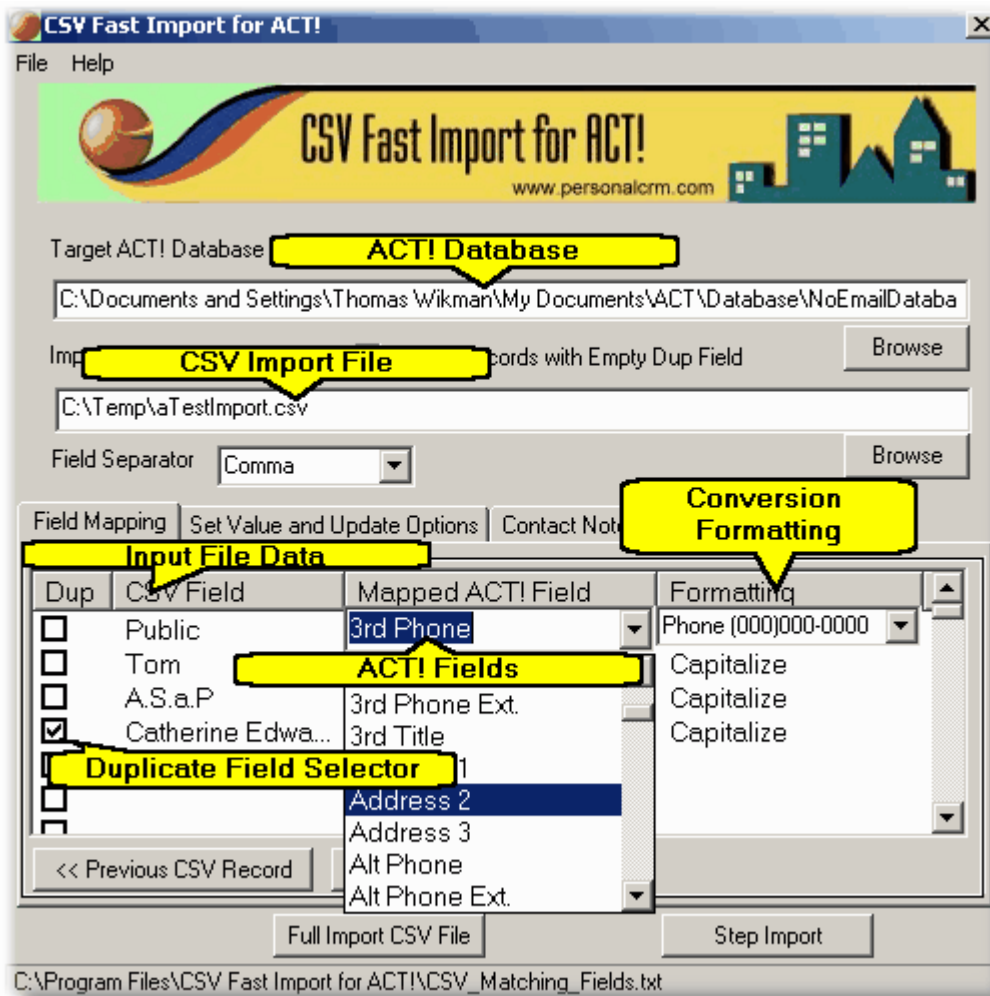 CSV Fast Import for ACT!
File Help
CSV Fast Import for ACT!
www.personalcrm.com
Target ACT! Database
ACT! Database
C:\Documents and Settings\Thomas Wikman\My Documents\ACT\Database\NoEmailDataba
CSV Import File
with Empty Dup Field
Browse
C:\Temp\aTestImport.csv
Field Separator
Comma
Browse
Conversion
Formatting
Field Mapping
Set Value and Update Options
Contact
Input File Data
Dup
CSV Field
Mapped ACT! Field
Formatting
Public
3rd Phone
Phone (000)000-0000
Tom
ACT! Fields
Capitalize
A.S.a.P
3rd Phone Ext.
Capitalize
Catherine Edwa...
3rd Title
Capitalize
Duplicate Field Selector
1
Address 2
Address 3
<< Previous CSV Record
Alt Phone
Alt Phone Ext.
Full Import CSV File
Step Import
C:\Program Files\CSV Fast Import for ACT!\CSV_Matching_Fields.txt